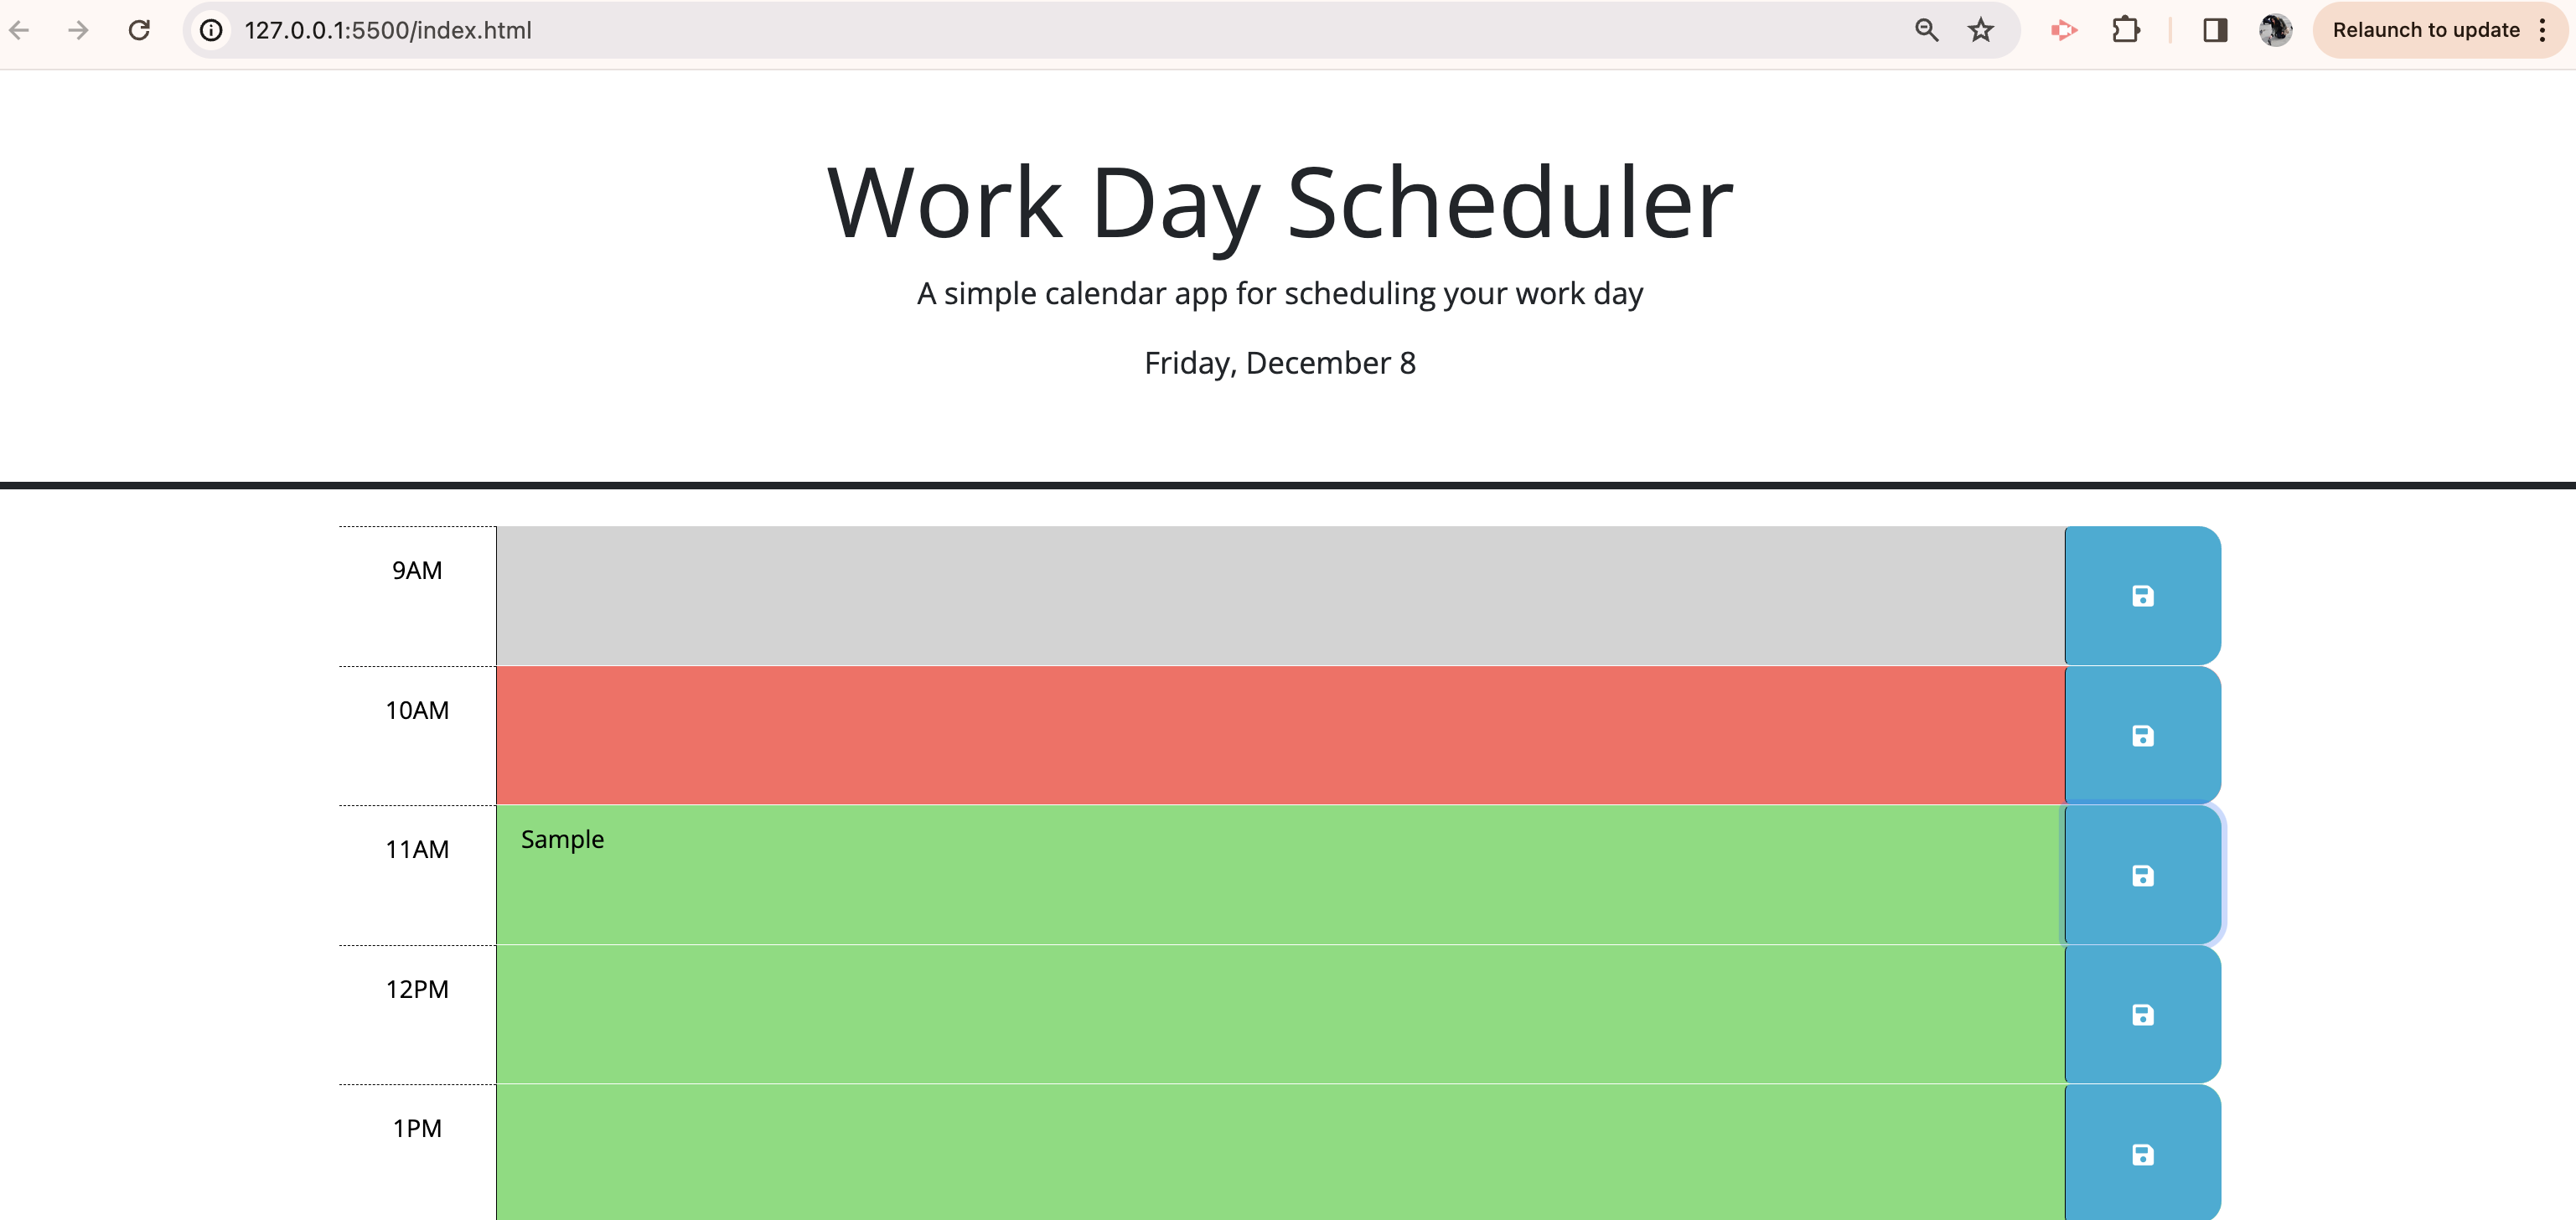 127.0.0.1:5500/index.html
Relaunch to update
Work Day Scheduler
A simple calendar app for scheduling your work day
Friday, December 8
9AM
10AM
11AM
Sample
12PM
1PM